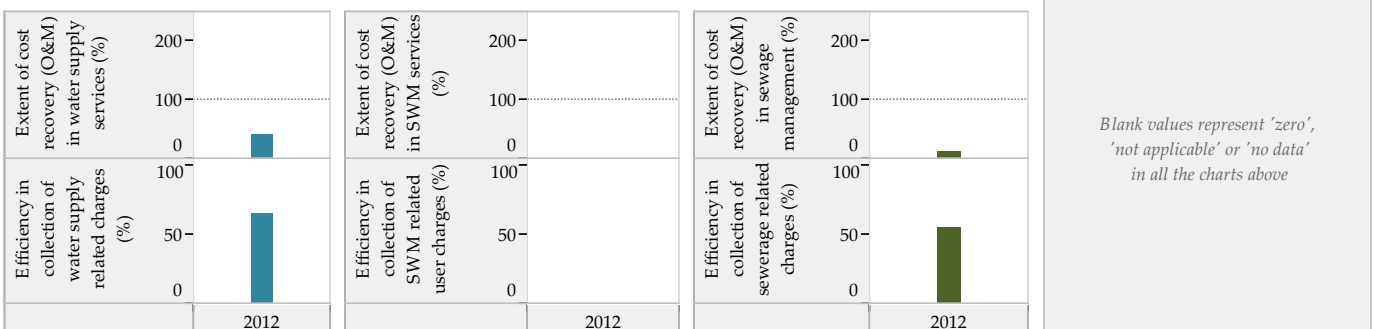 Extent of cost
recovery (O&M)
in water supply
services (%)
200
100
0
Efficiency in
collection of
water supply
related charges
(%)
100
50
0
2012
Extent of cost
recovery (O&M)
in SWM services
(%)
200
100
0
Efficiency in
collection of
SWM related
user charges (%)
100
50
0
2012
Extent of cost
recovery (O&M)
in sewage
management (%)
200
100
0
Efficiency in
collection of
sewerage related
charges (%)
100
50
0
2012
Blank values represent 'zero',
'not applicable' or 'no data'
in all the charts above